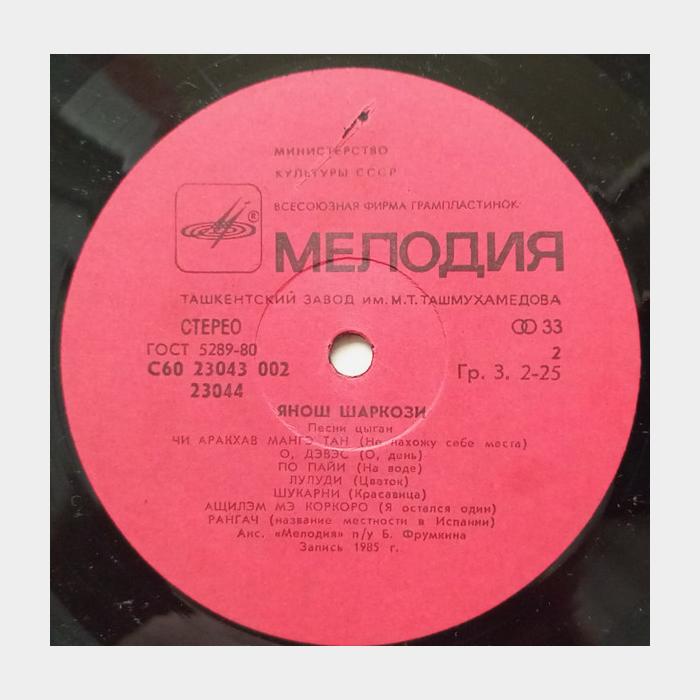 МИНИСТЕРСТВО
КУЛЬТУРЫ СССР
ВСЕСОЮЗНАЯ ФИРМА ГРАМПЛАСТИНОК
® МЕЛОДИЯ
ТАШКЕНТСКИЙ ЗАВОД ИМ. М.Т. ТАШМУХАМЕДОВА
СТЕРЕО 33
ГОСТ 5289-80 2
С60 23043 002 Гр. 3. 2-25
23044
ЯНОШ ШАРКОЗИ
Песни цыган
ЧИ АРАКХАВ МАНГЭ ТАН (Не нахожу себе места)
О, ДЭВЭС (О, день)
ПО ПАЙИ (На воде)
ЛУЛУДИ (Цветок)
ШУКАРНИ (Красавица)
АЩИЛЭМ МЭ КОРКОРО (Я остался один)
РАНГАЧ (название местности в Испании)
Анс. «Мелодия» п/у Б. Фрумкина
Запись 1985 г.